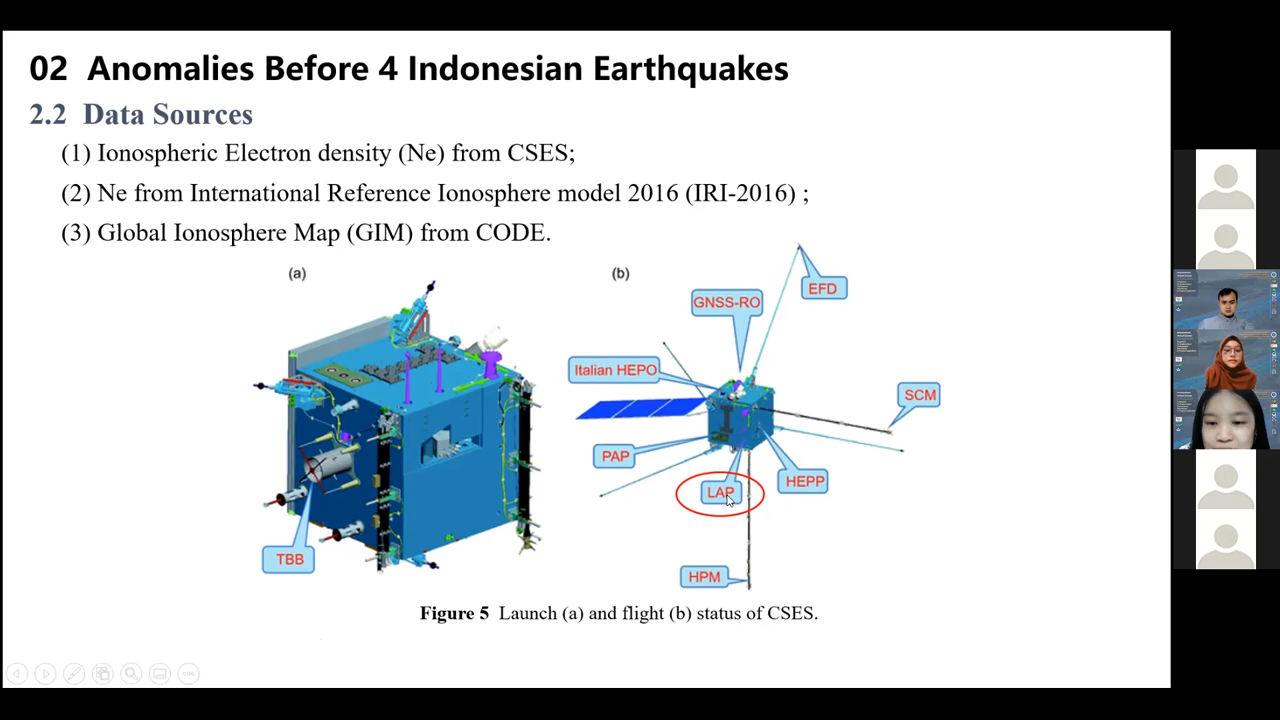 02 Anomalies Before 4 Indonesian Earthquakes
2.2 Data Sources
(1) Ionospheric Electron density (Ne) from CSES;
(2) Ne from International Reference Ionosphere model 2016 (IRI-2016) ;
(3) Global Ionosphere Map (GIM) from CODE.
(a)
(b)
EFD
GNSS-RO
Italian HEPO
SCM
PAP
HEPP
LAP
TBB
HPM
Figure 5 Launch (a) and flight (b) status of CSES.